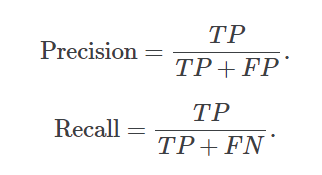 Precision = TP / TP + FP.
Recall = TP / TP + FN.